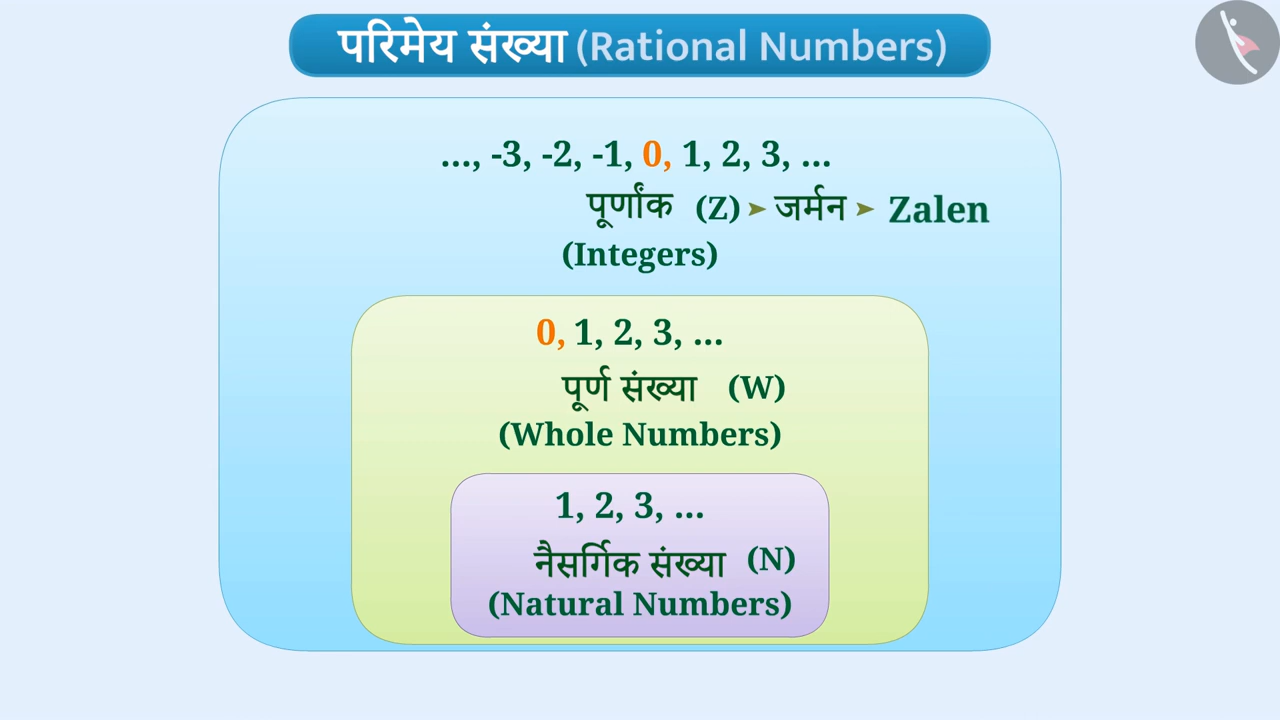 परिमेय संख्या (Rational Numbers)
..., -3, -2, -1, 0, 1, 2, 3, ...
पूर्णांक (Z) ➤ जर्मन ➤ Zalen
(Integers)
0, 1, 2, 3, ...
पूर्ण संख्या (W)
(Whole Numbers)
1, 2, 3, ...
नैसर्गिक संख्या (N)
(Natural Numbers)